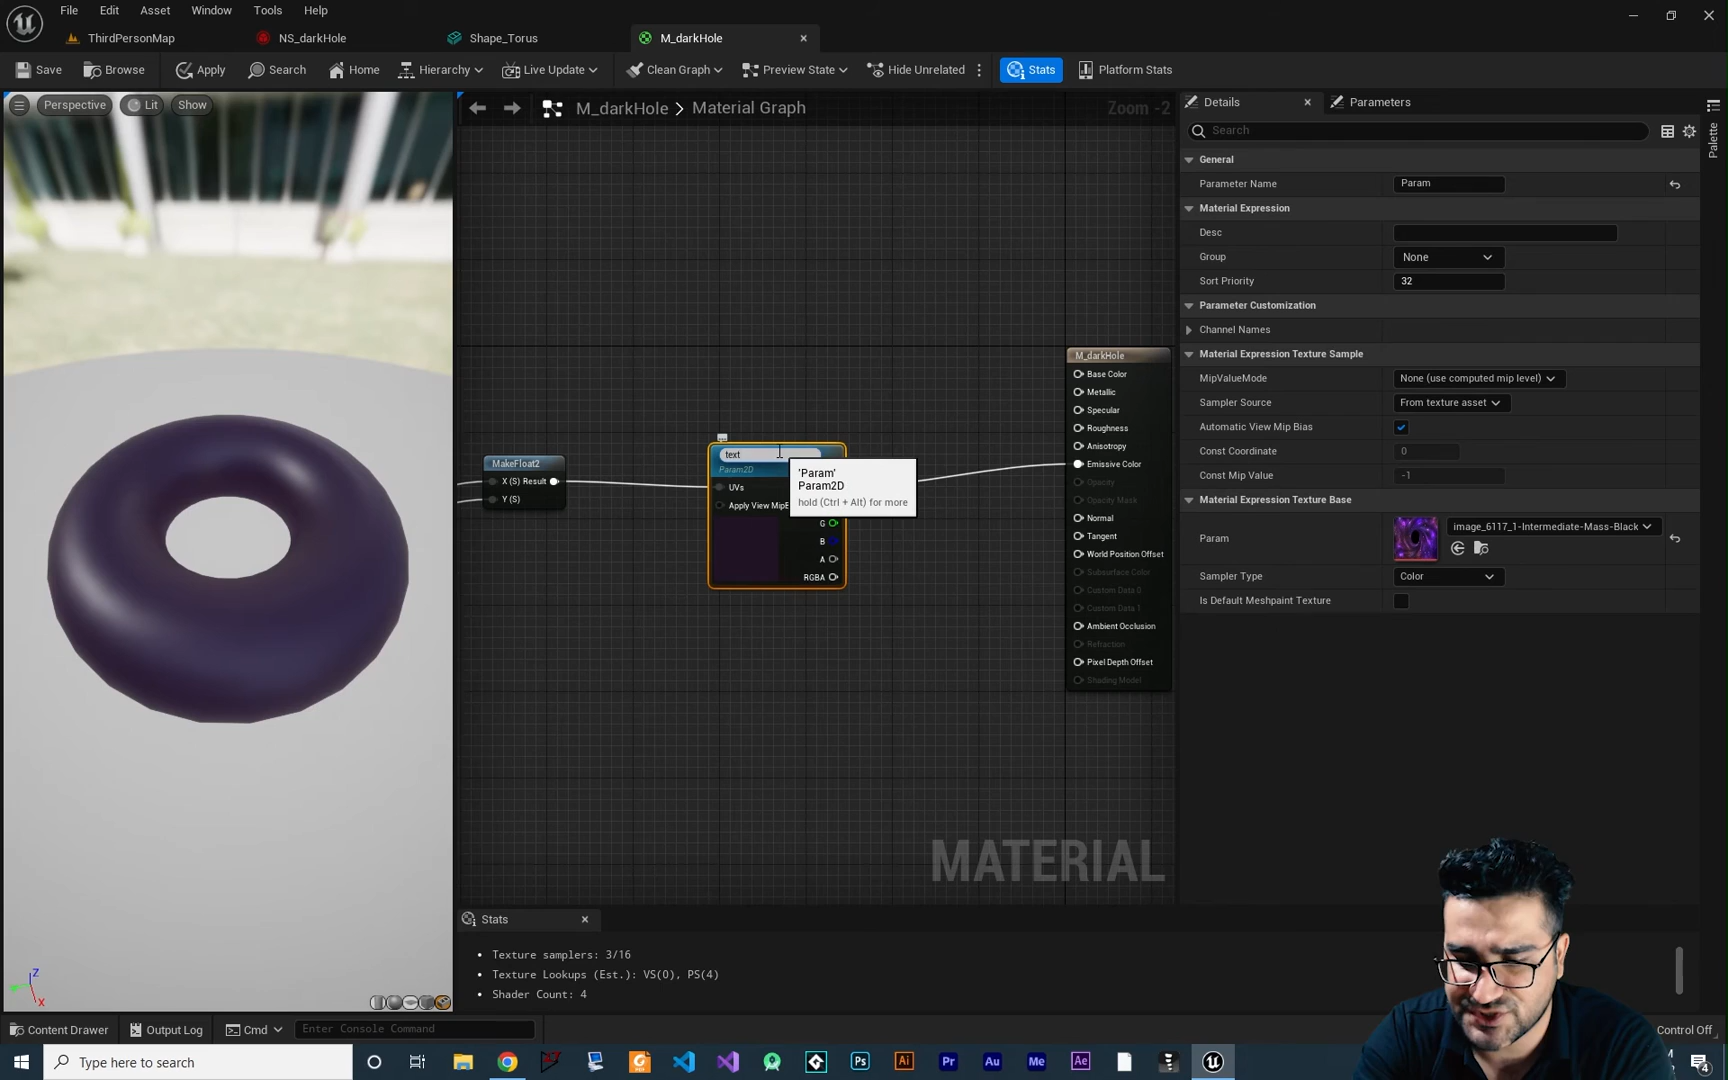 File Edit Asset Window Tools Help
ThirdPersonMap NS_darkHole Shape_Torus M_darkHole
Save Browse Apply Search Home Hierarchy Live Update Clean Graph Preview State Hide Unrelated Stats Platform Stats
Perspective Lit Show
M_darkHole > Material Graph Zoom -2
Details Parameters
Palette
Search
General
Parameter Name Param
Material Expression
Desc
Group None
Sort Priority 32
Parameter Customization
Channel Names
Material Expression Texture Sample
MipValueMode None (use computed mip level)
Sampler Source From texture asset
Automatic View Mip Bias
Const Coordinate 0
Const Mip Value -1
Material Expression Texture Base
Param image_6117_1-Intermediate-Mass-Black
Sampler Type Color
Is Default Meshpaint Texture
MakeFloat2
X (S) Result
Y (S)
text
Param2D
UVs
Apply View MipB
G
B
A
RGBA
'Param'
Param2D
hold (Ctrl + Alt) for more
M_darkHole
Base Color
Metallic
Specular
Roughness
Anisotropy
Emissive Color
Opacity
Opacity Mask
Normal
Tangent
World Position Offset
Subsurface Color
Custom Data 0
Custom Data 1
Ambient Occlusion
Refraction
Pixel Depth Offset
Shading Model
MATERIAL
Stats
Texture samplers: 3/16
Texture Lookups (Est.): VS(0), PS(4)
Shader Count: 4
Z
X
Content Drawer Output Log Cmd Enter Console Command Control Off
Type here to search
Ps Ai Pr Au Me Ae
4